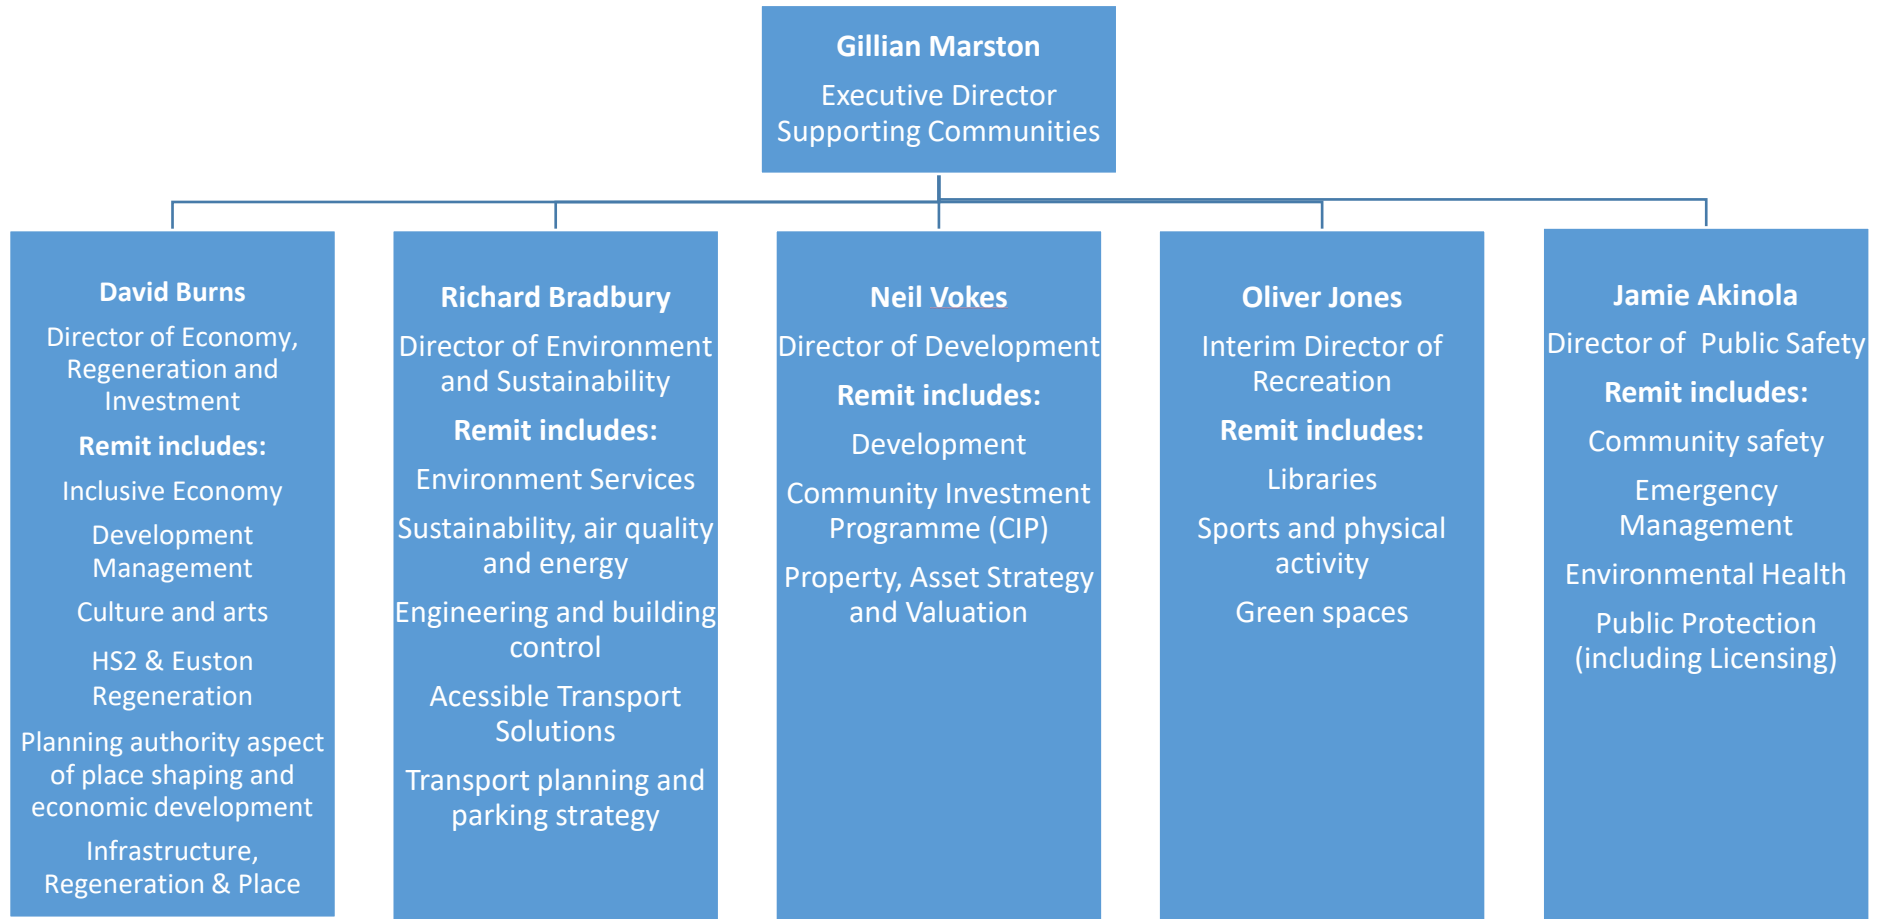 Gillian Marston
Executive Director
Supporting Communities
David Burns
Director of Economy,
Regeneration and
Investment
Remit includes:
Inclusive Economy
Development
Management
Culture and arts
HS2 & Euston
Regeneration
Planning authority aspect
of place shaping and
economic development
Infrastructure,
Regeneration & Place
Richard Bradbury
Director of Environment
and Sustainability
Remit includes:
Environment Services
Sustainability, air quality
and energy
Engineering and building
control
Acessible Transport
Solutions
Transport planning and
parking strategy
Neil Vokes
Director of Development
Remit includes:
Development
Community Investment
Programme (CIP)
Property, Asset Strategy
and Valuation
Oliver Jones
Interim Director of
Recreation
Remit includes:
Libraries
Sports and physical
activity
Green spaces
Jamie Akinola
Director of  Public Safety
Remit includes:
Community safety
Emergency
Management
Environmental Health
Public Protection
(including Licensing)